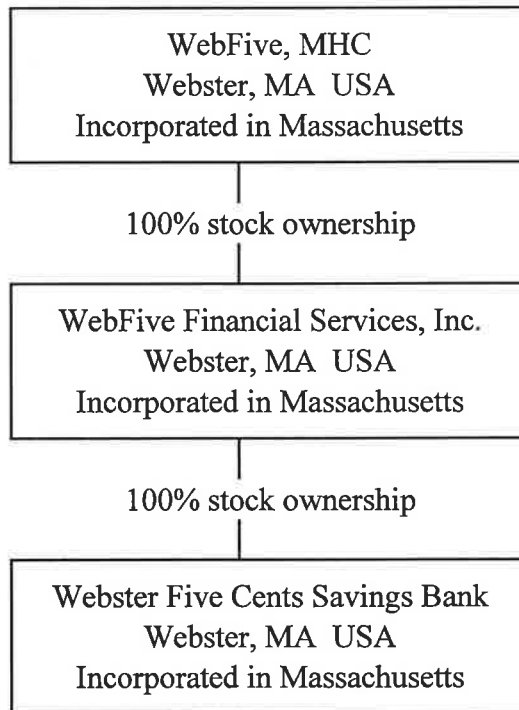 WebFive, MHC
Webster, MA USA
Incorporated in Massachusetts
100% stock ownership
WebFive Financial Services, Inc.
Webster, MA USA
Incorporated in Massachusetts
100% stock ownership
Webster Five Cents Savings Bank
Webster, MA USA
Incorporated in Massachusetts